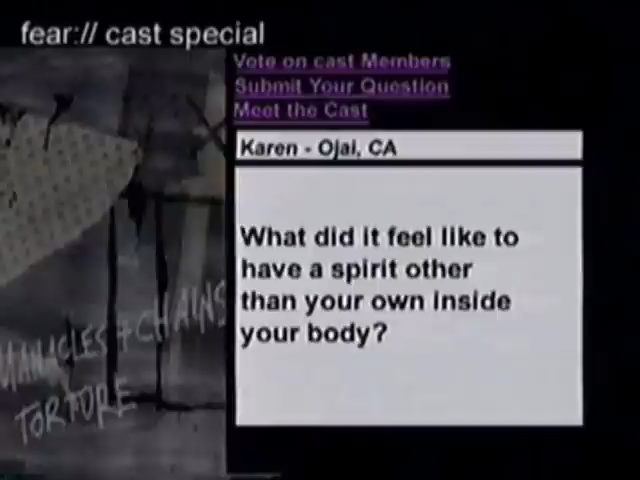 fear:// cast special
Vote on cast Members
Submit Your Question
Meet the Cast
Karen - Ojai, CA
What did it feel like to
have a spirit other
than your own inside
your body?
MANACLES + CHAINS
TORTURE